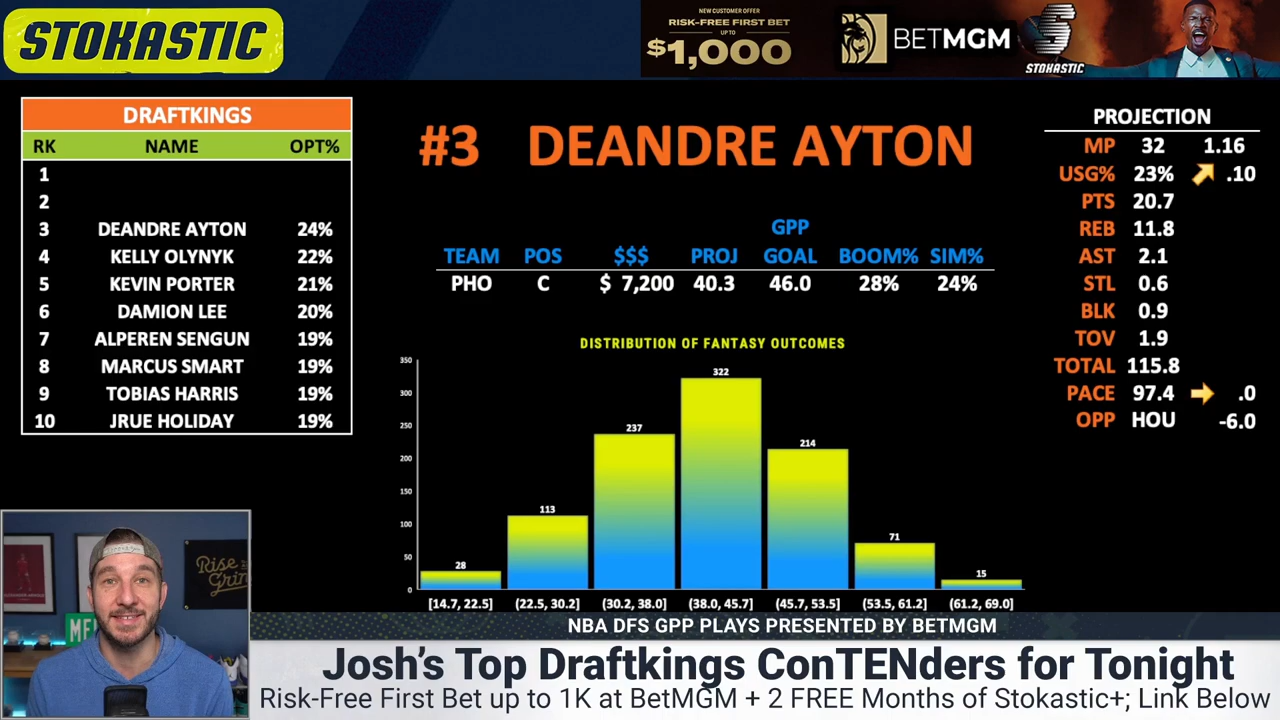 STOKASTIC
NEW CUSTOMER OFFER
RISK-FREE FIRST BET
UP TO
$1,000
BETMGM
STOKASTIC
DRAFTKINGS
RK NAME OPT%
1
2
3 DEANDRE AYTON 24%
4 KELLY OLYNYK 22%
5 KEVIN PORTER 21%
6 DAMION LEE 20%
7 ALPEREN SENGUN 19%
8 MARCUS SMART 19%
9 TOBIAS HARRIS 19%
10 JRUE HOLIDAY 19%
#3 DEANDRE AYTON
GPP
TEAM POS $$$ PROJ GOAL BOOM% SIM%
PHO C $ 7,200 40.3 46.0 28% 24%
DISTRIBUTION OF FANTASY OUTCOMES
350
300
250
200
150
100
50
0
28 113 237 322 214 71 15
[14.7, 22.5] (22.5, 30.2] (30.2, 38.0] (38.0, 45.7] (45.7, 53.5] (53.5, 61.2] (61.2, 69.0]
PROJECTION
MP 32 1.16
USG% 23% .10
PTS 20.7
REB 11.8
AST 2.1
STL 0.6
BLK 0.9
TOV 1.9
TOTAL 115.8
PACE 97.4 .0
OPP HOU -6.0
Rise
Grin
ME
NBA DFS GPP PLAYS PRESENTED BY BETMGM
Josh's Top Draftkings ConTENders for Tonight
Risk-Free First Bet up to 1K at BetMGM + 2 FREE Months of Stokastic+; Link Below